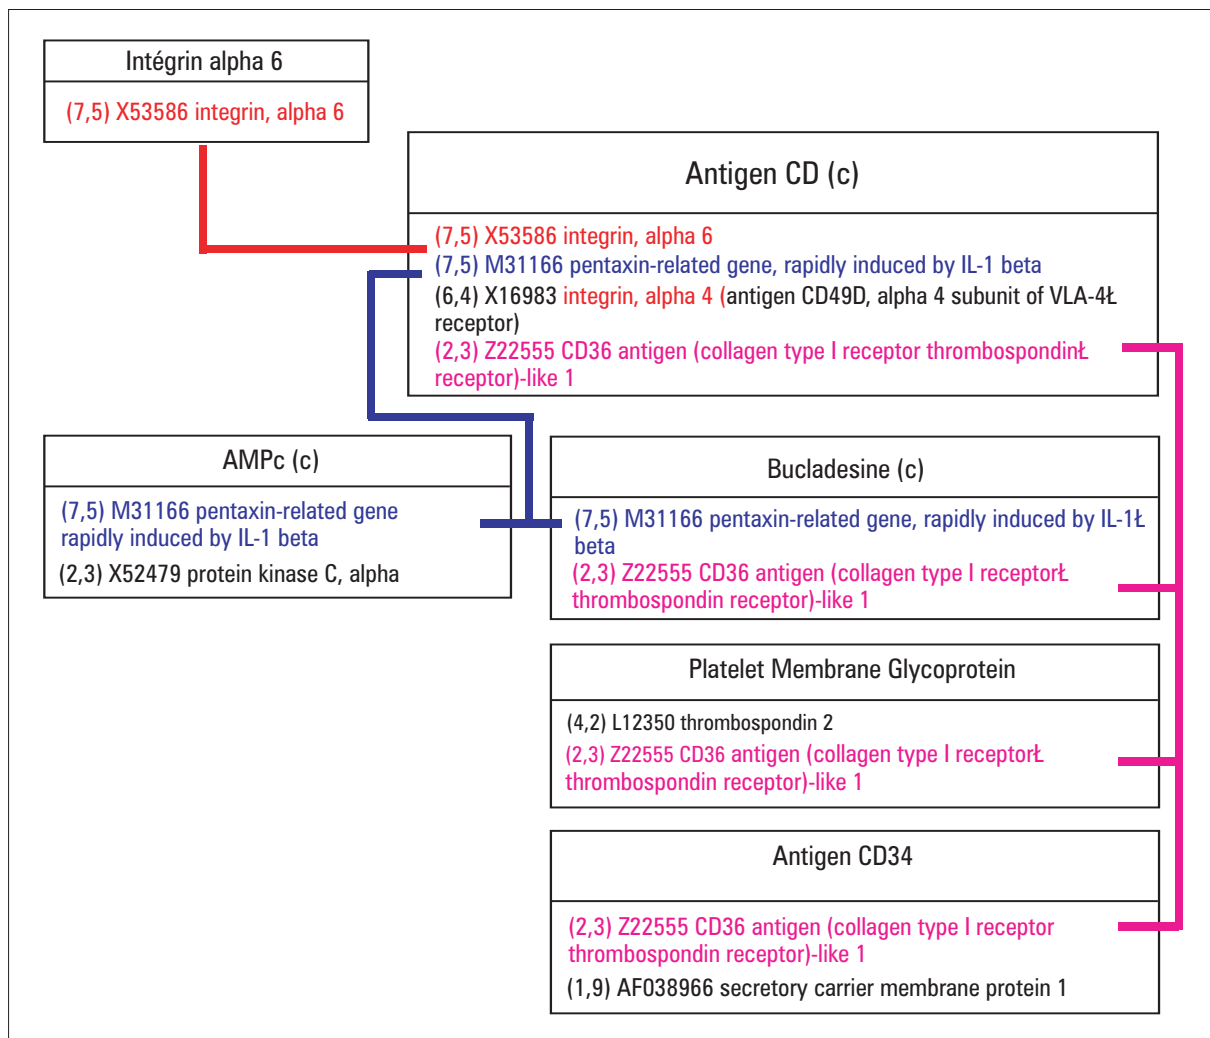 Intégrin alpha 6
(7,5) X53586 integrin, alpha 6
Antigen CD (c)
(7,5) X53586 integrin, alpha 6
(7,5) M31166 pentaxin-related gene, rapidly induced by IL-1 beta
(6,4) X16983 integrin, alpha 4 (antigen CD49D, alpha 4 subunit of VLA-4Ł
receptor)
(2,3) Z22555 CD36 antigen (collagen type I receptor thrombospondinŁ
receptor)-like 1
AMPc (c)
(7,5) M31166 pentaxin-related gene
rapidly induced by IL-1 beta
(2,3) X52479 protein kinase C, alpha
Bucladesine (c)
(7,5) M31166 pentaxin-related gene, rapidly induced by IL-1Ł
beta
(2,3) Z22555 CD36 antigen (collagen type I receptorŁ
thrombospondin receptor)-like 1
Platelet Membrane Glycoprotein
(4,2) L12350 thrombospondin 2
(2,3) Z22555 CD36 antigen (collagen type I receptorŁ
thrombospondin receptor)-like 1
Antigen CD34
(2,3) Z22555 CD36 antigen (collagen type I receptor
thrombospondin receptor)-like 1
(1,9) AF038966 secretory carrier membrane protein 1